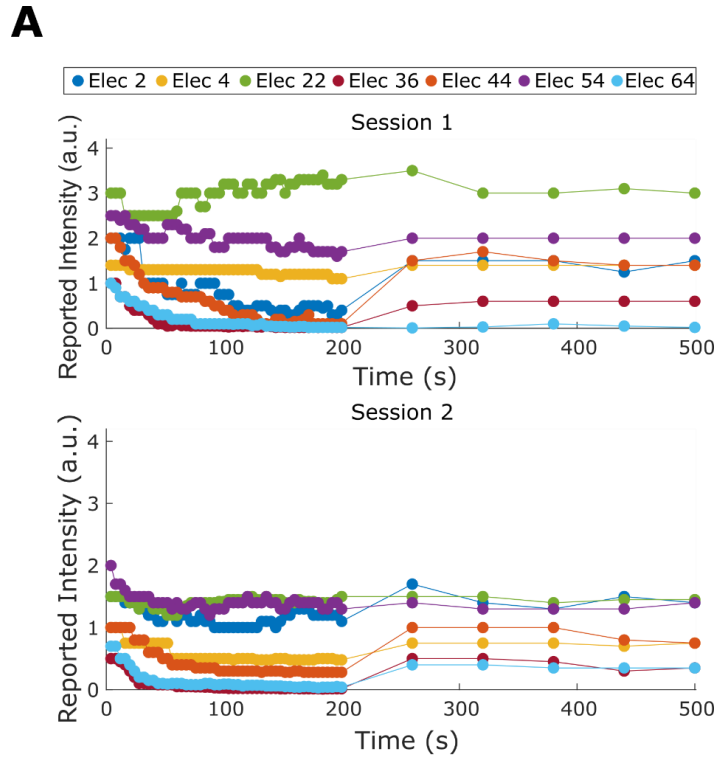 A
Elec 2 Elec 4 Elec 22 Elec 36 Elec 44 Elec 54 Elec 64
Session 1
Reported Intensity (a.u.)
4
3
2
1
0
0 100 200 300 400 500
Time (s)
Session 2
Reported Intensity (a.u.)
4
3
2
1
0
0 100 200 300 400 500
Time (s)